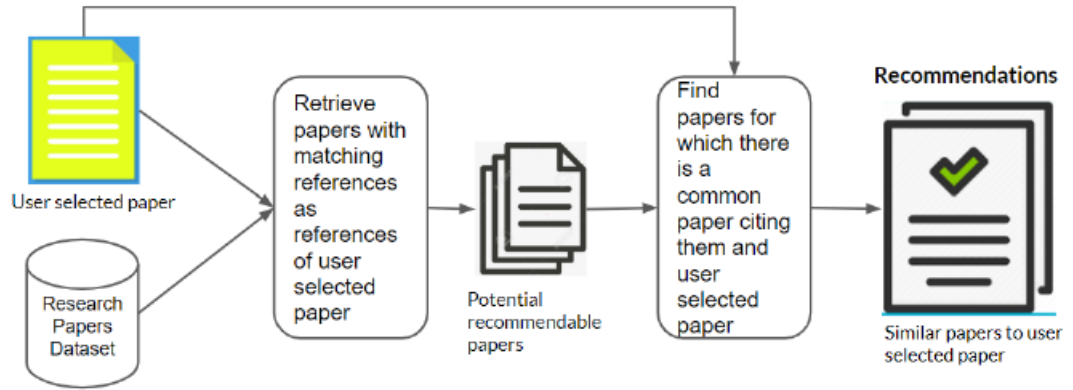 User selected paper
Research
Papers
Dataset
Retrieve
papers with
matching
references
as
references
of user
selected
paper
Potential
recommendable
papers
Find
papers for
which there
is a
common
paper citing
them and
user
selected
paper
Recommendations
Similar papers to user
selected paper